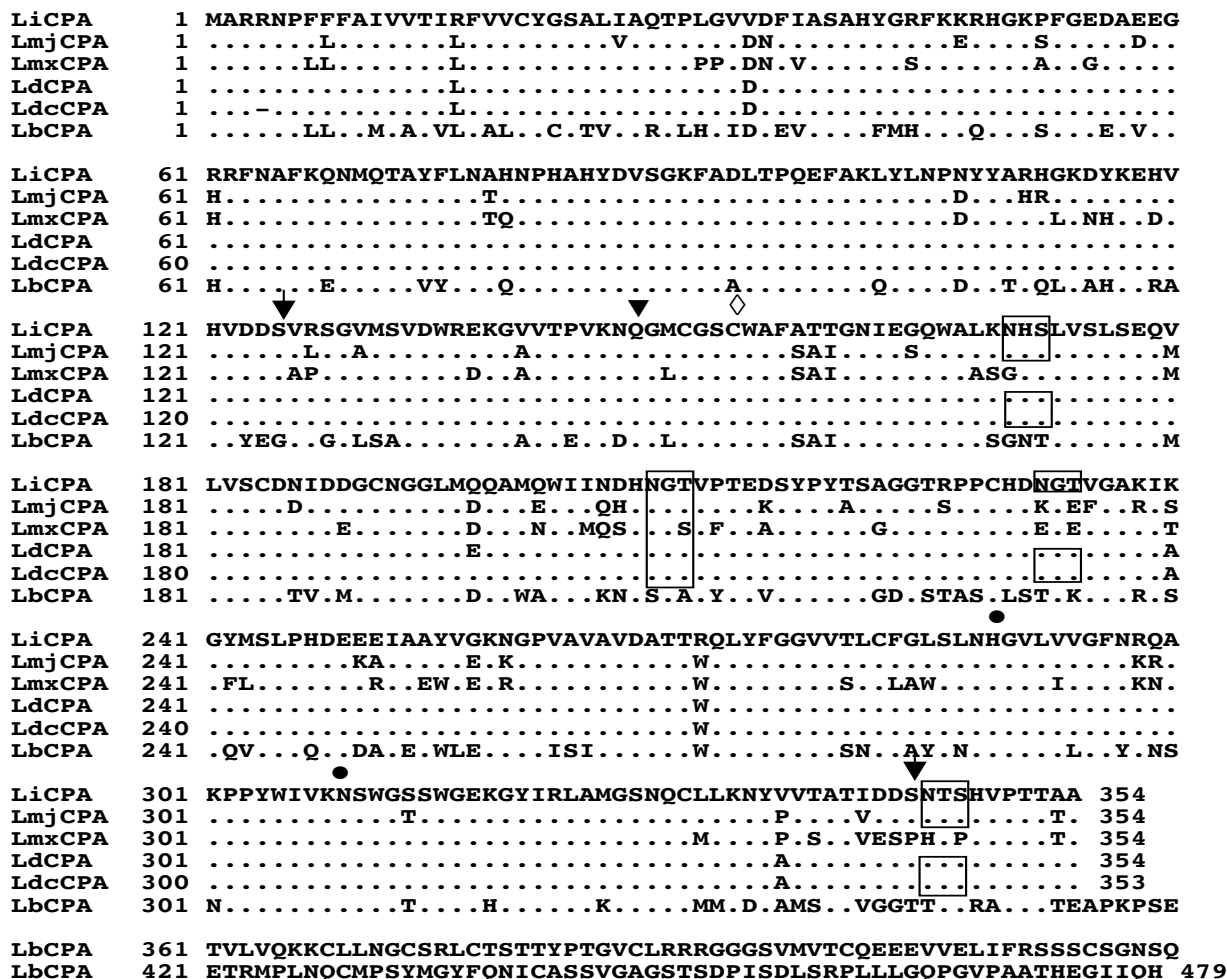 LiCPA 1 MARRNPFFFAIVVTIRFVVCYGSALIAQTPLGVVDFIASAHYGRFKKRHGKPFGEDAEEG
LmjCPA 1 .......L.......L.........V.......DN...........E....S.....D..
LmxCPA 1 ......LL.......L..............PP.DN.V......S.......A..G.....
LdCPA 1 ...............L.................D..........................
LdcCPA 1 ...–...........L.................D..........................
LbCPA 1 ......LL..M.A.VL.AL..C.TV..R.LH.ID.EV....FMH...Q...S...E.V..
LiCPA 61 RRFNAFKQNMQTAYFLNAHNPHAHYDVSGKFADLTPQEFAKLYLNPNYYARHGKDYKEHV
LmjCPA 61 H................T............................D...HR........
LmxCPA 61 H................TQ...........................D.....L.NH..D.
LdCPA 61 ............................................................
LdcCPA 60 ............................................................
LbCPA 61 H......E.....VY...Q.............A........Q....D..T.QL.AH..RA
LiCPA 121 HVDDSVRSGVMSVDWREKGVVTPVKNQGMCGSCWAFATTGNIEGQWALKNHSLVSLSEQV
LmjCPA 121 ......L..A.........A................SAI....S...............M
LmxCPA 121 .....AP.........D..A........L.......SAI........ASG.........M
LdCPA 121 ............................................................
LdcCPA 120 ............................................................
LbCPA 121 ..YEG..G.LSA.......A..E..D..L.......SAI.........SGNT.......M
LiCPA 181 LVSCDNIDDGCNGGLMQQAMQWIINDHNGTVPTEDSYPYTSAGGTRPPCHDNGTVGAKIK
LmjCPA 181 .....D..........D...E...QH........K....A.....S.....K.EF..R.S
LmxCPA 181 ........E.......D...N..MQS...S.F..A......G.........E.E.....T
LdCPA 181 ................E..........................................A
LdcCPA 180 ...........................................................A
LbCPA 181 .....TV.M.......D..WA...KN.S.A.Y..V......GD.STAS.LST.K...R.S
LiCPA 241 GYMSLPHDEEEIAAYVGKNGPVAVAVDATTRQLYFGGVVTLCFGLSLNHGVLVVGFNRQA
LmjCPA 241 .........KA.....E.K...........W..........................KR.
LmxCPA 241 .FL.......R..EW.E.R...........W........S..LAW.......I....KN.
LdCPA 241 ..............................W.............................
LdcCPA 240 ............................................................
LbCPA 241 .QV...Q..DA.E.WLE....ISI......W........SN..AY.N......L..Y.NS
LiCPA 301 KPPYWIVKNSWGSSWGEKGYIRLAMGSNQCLLKNYVVTATIDDSNTSHVPTTAA 354
LmjCPA 301 ............T......................P....V...........T. 354
LmxCPA 301 ..............................M....P.S..VESPH.P.....T. 354
LdCPA 301 ...................................A.................. 354
LdcCPA 300 ...................................A.................. 353
LbCPA 301 N...........T....H......K.....MM.D.AMS..VGGTT..RA...TEAPKPSE
LbCPA 361 TVLVQKKCLLNGCSRLCTSTTYPTGVCLRRRGGGSVMVTCQEEEVVELIFRSSSCSGNSQ
LbCPA 421 ETRMPLNQCMPSYMGYFQNICASSVGAGSTSDPISDLSRPLLLGQPGVPAATHEGIIQH 479